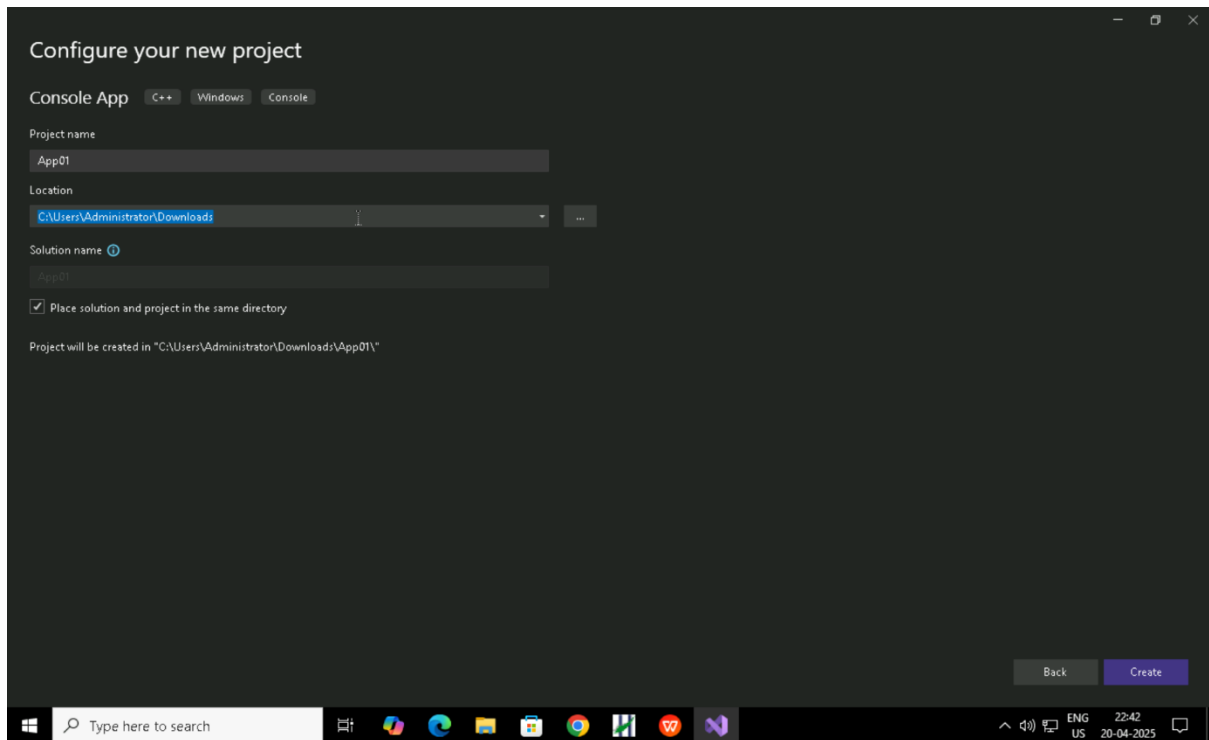 Configure your new project
Console App C++ Windows Console
Project name
App01
Location
C:\Users\Administrator\Downloads
...
Solution name
App01
Place solution and project in the same directory
Project will be created in "C:\Users\Administrator\Downloads\App01\"
Back Create
Type here to search
ENG 22:42
US 20-04-2025